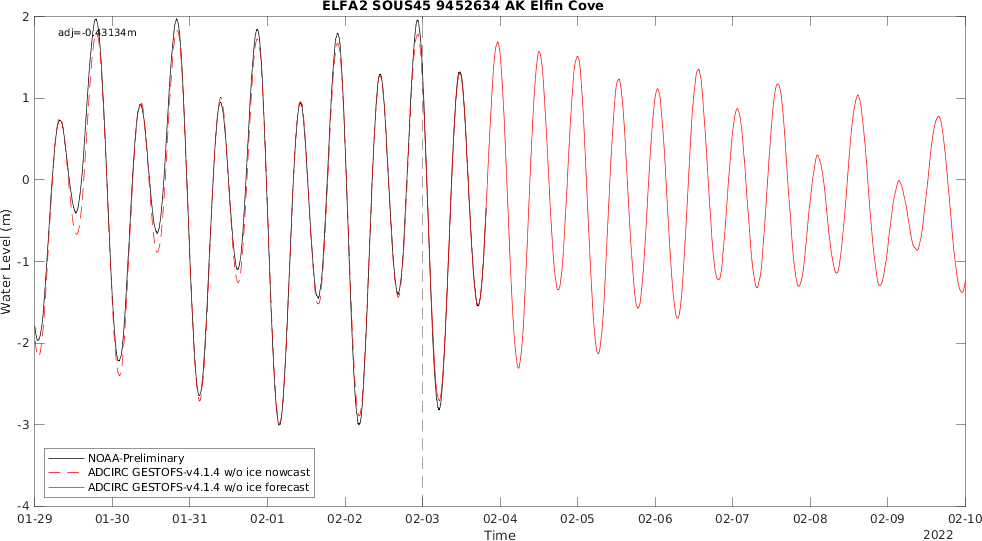 ELFA2 SOUS45 9452634 AK Elfin Cove
adj=-0.43134m
2
1
0
-1
-2
-3
-4
Water Level (m)
NOAA-Preliminary
ADCIRC GESTOFS-v4.1.4 w/o ice nowcast
ADCIRC GESTOFS-v4.1.4 w/o ice forecast
01-29 01-30 01-31 02-01 02-02 02-03 02-04 02-05 02-06 02-07 02-08 02-09 02-10
Time
2022